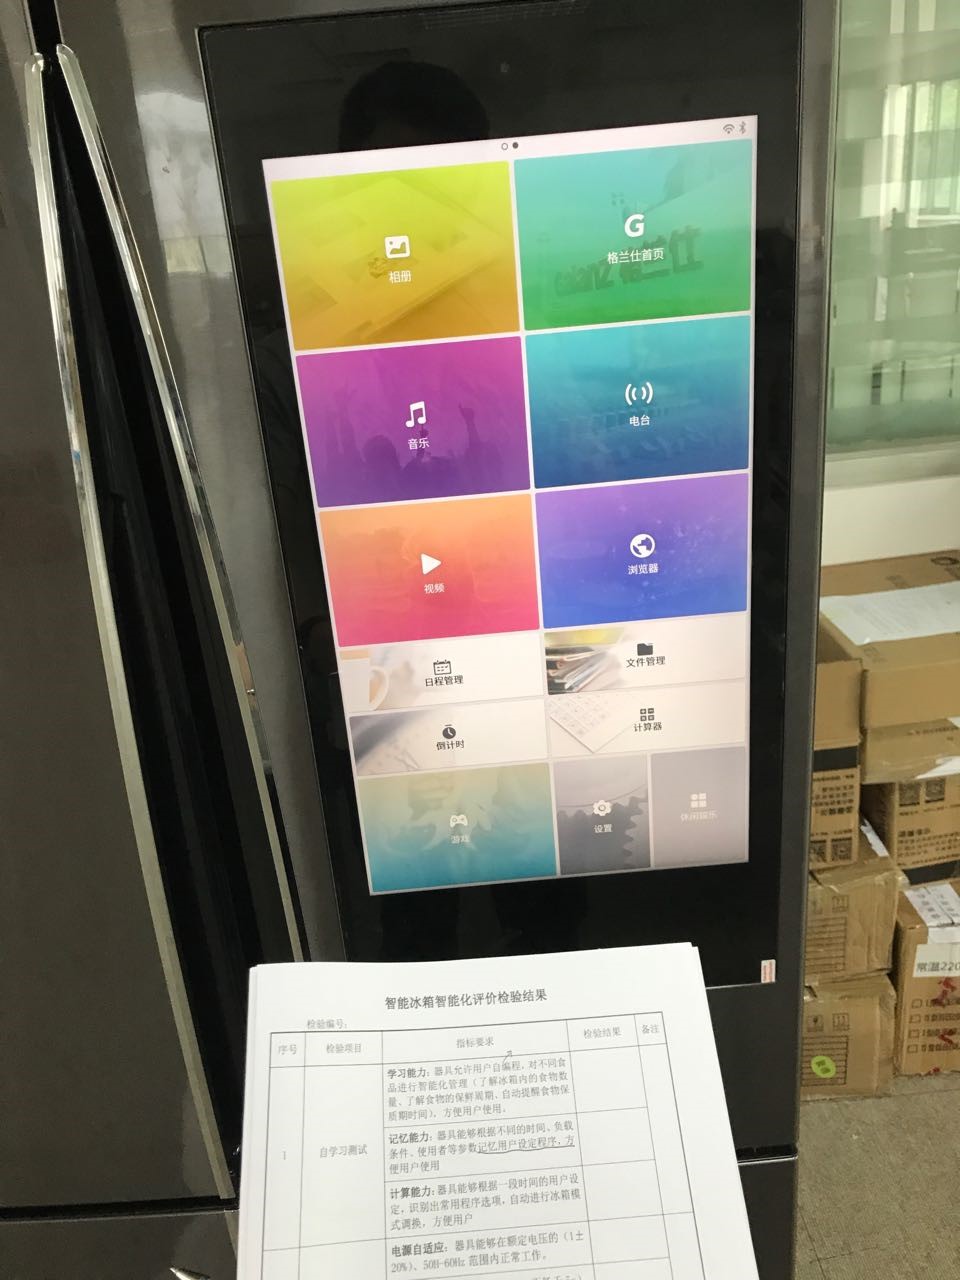 相册
G
格兰仕首页
音乐
电台
视频
浏览器
日程管理
文件管理
倒计时
计算器
游戏
设置
休闲娱乐
常温220
智能冰箱智能化评价检验结果
检验编号:
序号 检验项目 指标要求 检验结果 备注
1 自学习测试
学习能力：器具允许用户自编程，对不同食
品进行智能化管理（了解冰箱内的食物数
量、了解食物的保鲜周期、自动提醒食物保
质期时间），方便用户使用。
记忆能力：器具能够根据不同的时间、负载
条件、使用者等参数记忆用户设定程序，方
便用户使用
计算能力：器具能够根据一段时间的用户设
定，识别出常用程序选项，自动进行冰箱模
式调换，方便用户
电源自适应：器具能够在额定电压的（1±
20%）、50H-60Hz 范围内正常工作。